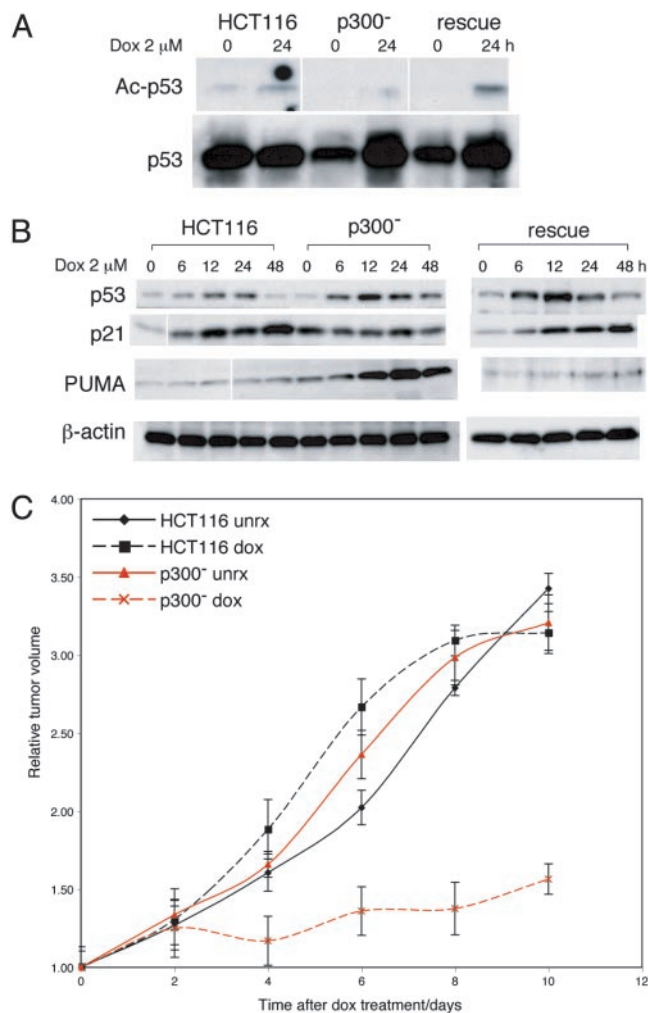 A
HCT116 p300- rescue
Dox 2 μM 0 24 0 24 0 24 h
Ac-p53
p53
B
HCT116 p300- rescue
Dox 2 μM 0 6 12 24 48 0 6 12 24 48 0 6 12 24 48 h
p53
p21
PUMA
β-actin
C
4.00
3.50
3.00
2.50
2.00
1.50
1.00
Relative tumor volume
HCT116 unrx
HCT116 dox
p300- unrx
p300- dox
0 2 4 6 8 10 12
Time after dox treatment/days